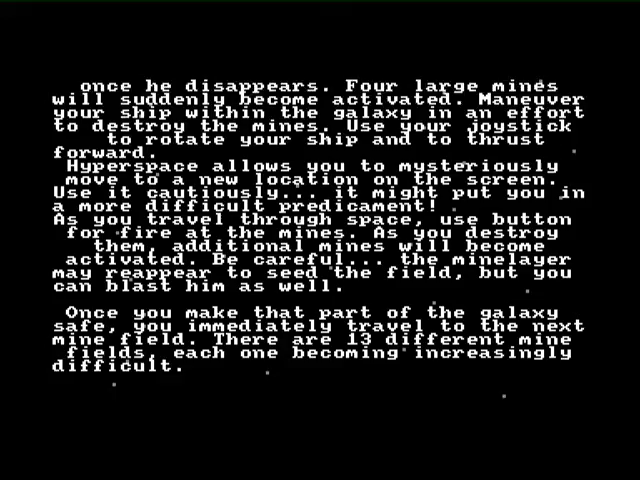 once he disappears. Four large mines
will suddenly become activated. Maneuver
your ship within the galaxy in an effort
to destroy the mines. Use your joystick
to rotate your ship and to thrust
forward.
Hyperspace allows you to mysteriously
move to a new location on the screen.
Use it cautiously... it might put you in
a more difficult predicament!
As you travel through space, use button
for fire at the mines. As you destroy
them, additional mines will become
activated. Be careful... the minelayer
may reappear to seed the field, but you
can blast him as well.
Once you make that part of the galaxy
safe, you immediately travel to the next
mine field. There are 13 different mine
fields, each one becoming increasingly
difficult.